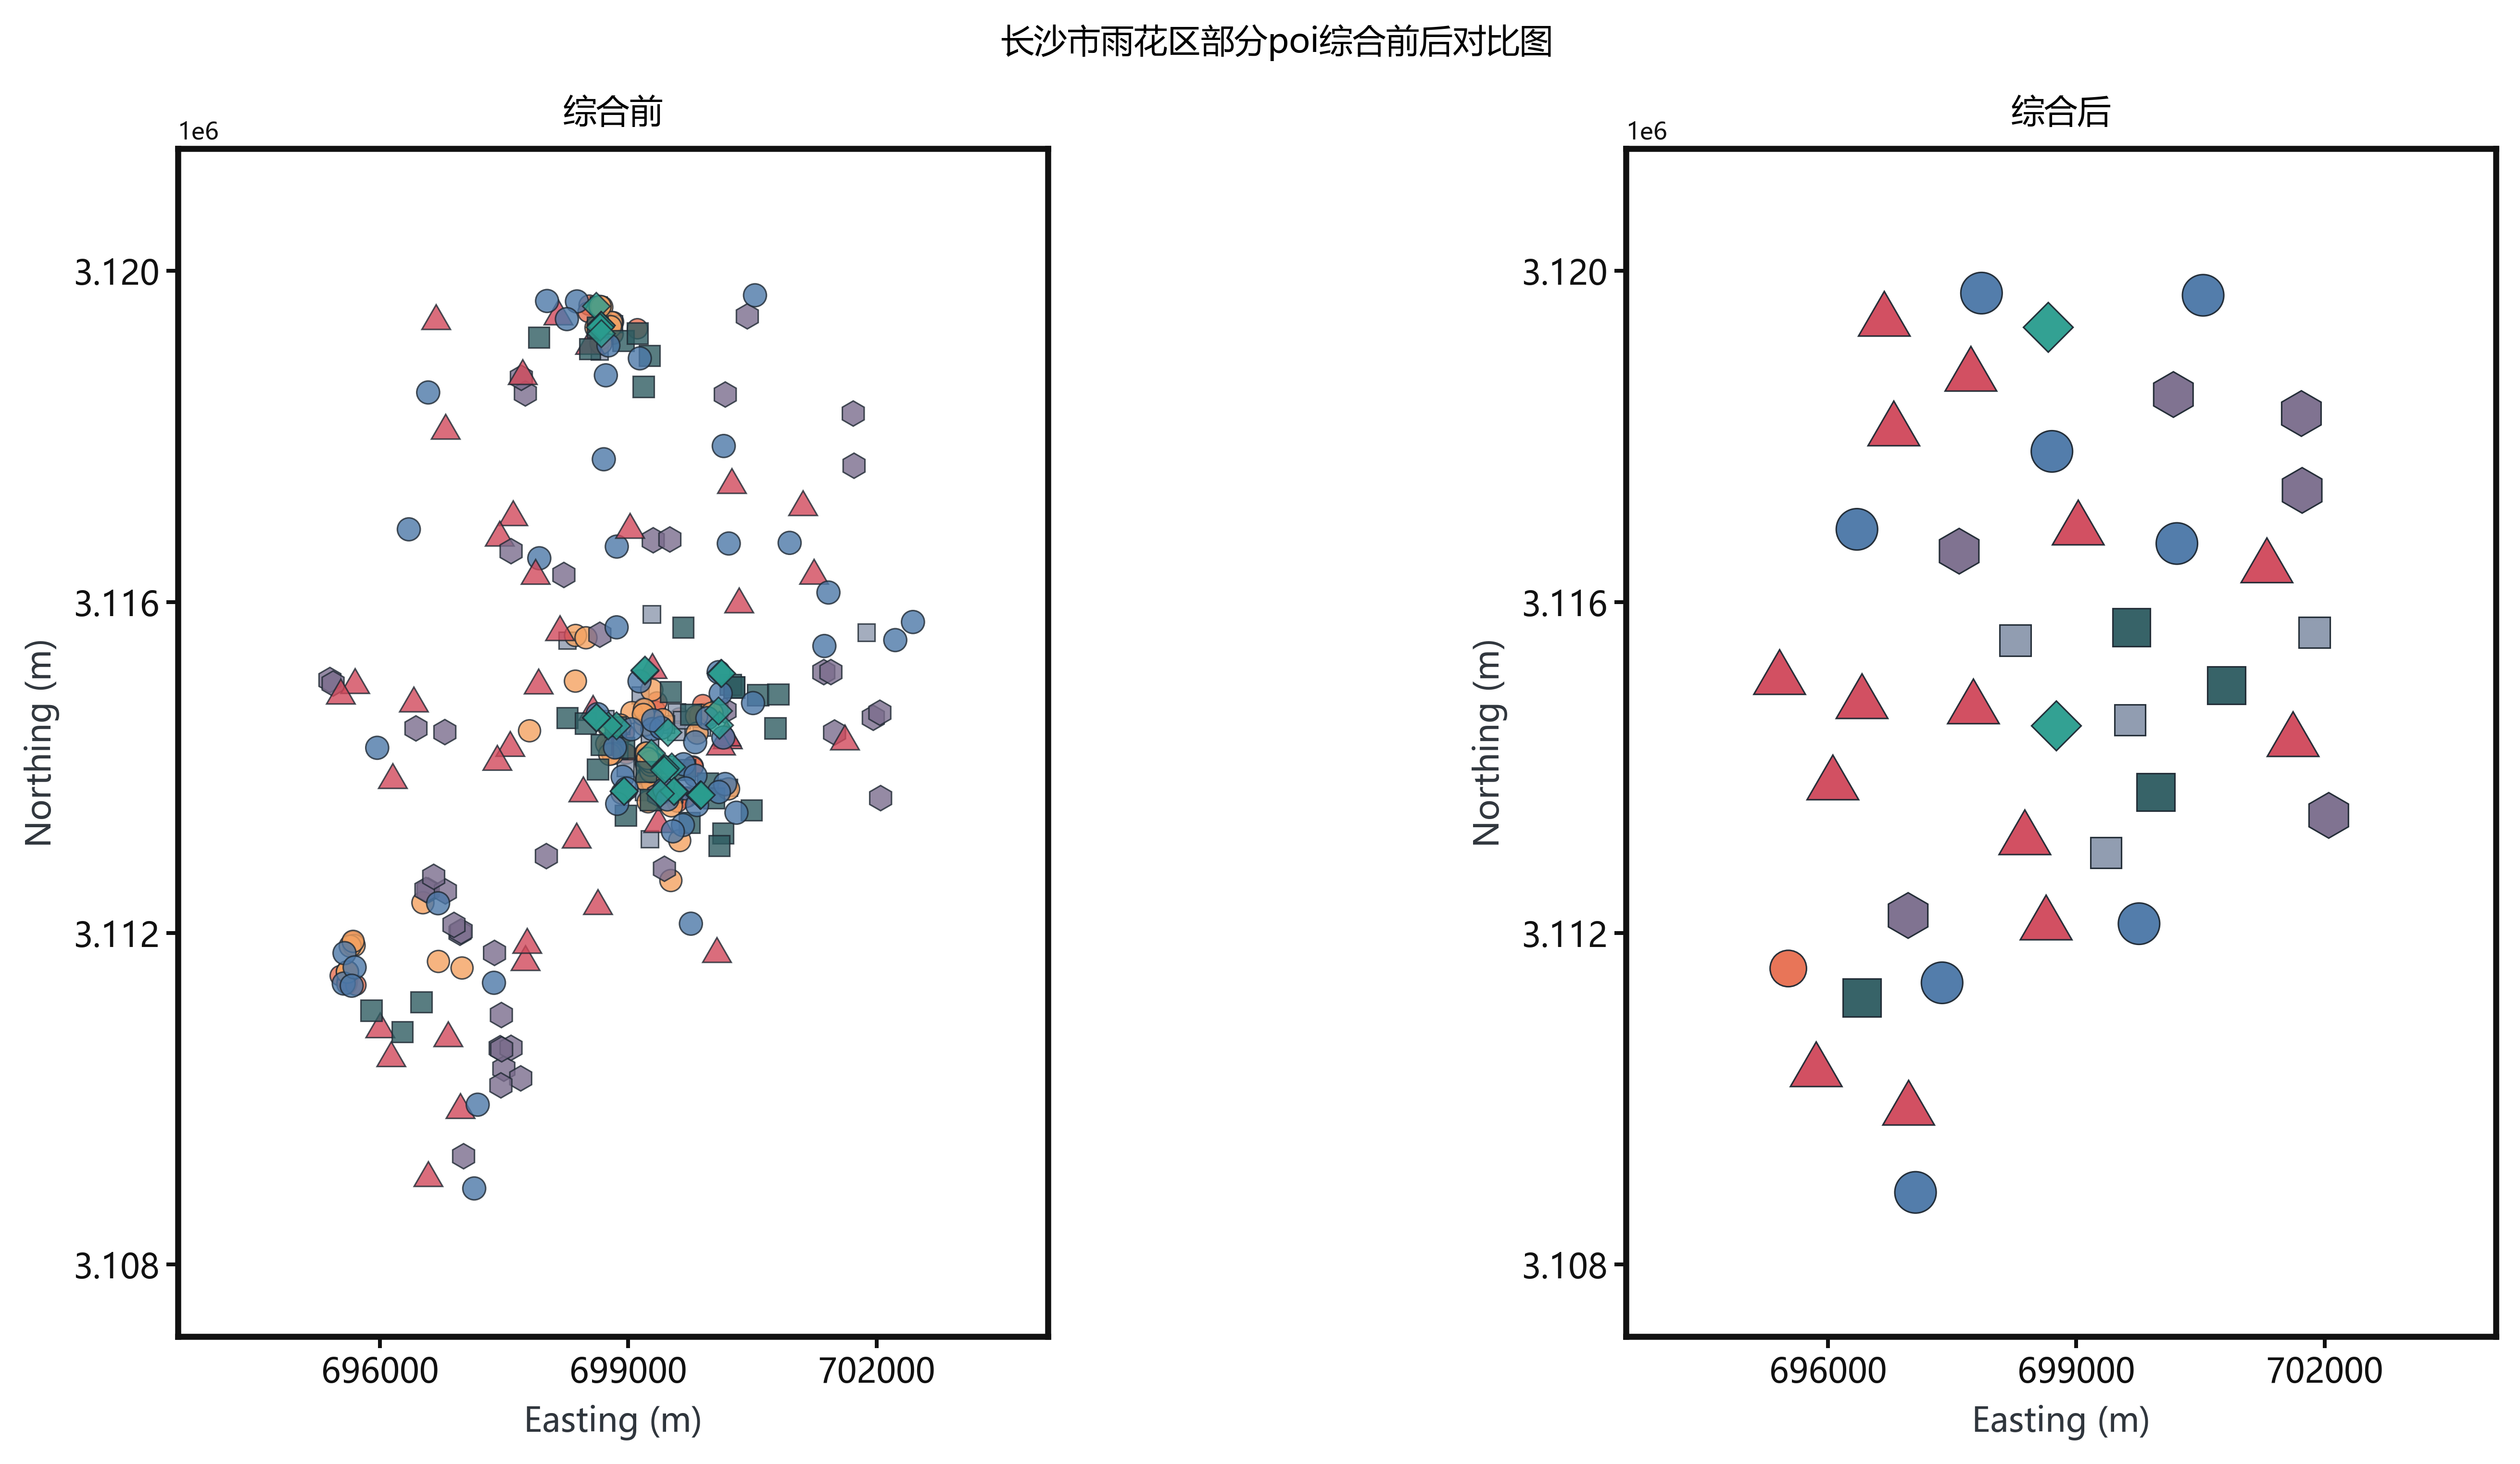 长沙市雨花区部分poi综合前后对比图
综合前
1e6
3.120
3.116
3.112
3.108
Northing (m)
696000
699000
702000
Easting (m)
综合后
1e6
3.120
3.116
3.112
3.108
Northing (m)
696000
699000
702000
Easting (m)